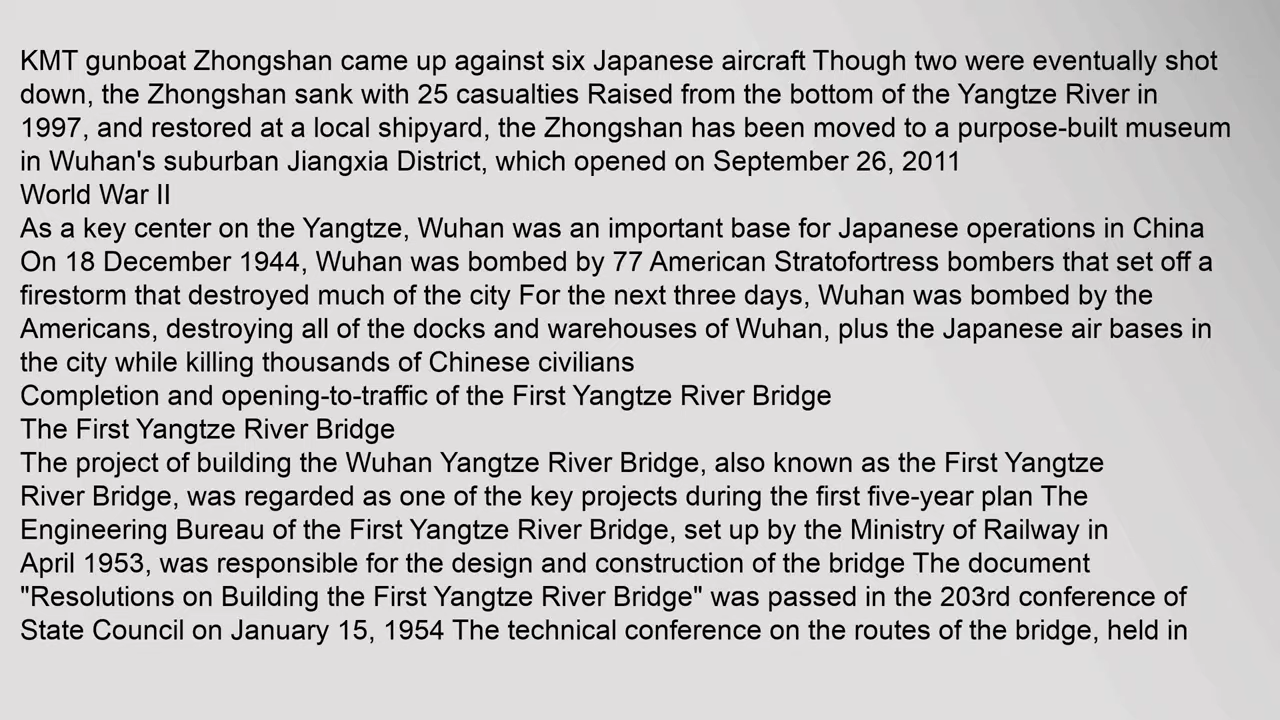 KMT gunboat Zhongshan came up against six Japanese aircraft Though two were eventually shot
down, the Zhongshan sank with 25 casualties Raised from the bottom of the Yangtze River in
1997, and restored at a local shipyard, the Zhongshan has been moved to a purpose-built museum
in Wuhan's suburban Jiangxia District, which opened on September 26, 2011
World War II
As a key center on the Yangtze, Wuhan was an important base for Japanese operations in China
On 18 December 1944, Wuhan was bombed by 77 American Stratofortress bombers that set off a
firestorm that destroyed much of the city For the next three days, Wuhan was bombed by the
Americans, destroying all of the docks and warehouses of Wuhan, plus the Japanese air bases in
the city while killing thousands of Chinese civilians
Completion and opening-to-traffic of the First Yangtze River Bridge
The First Yangtze River Bridge
The project of building the Wuhan Yangtze River Bridge, also known as the First Yangtze
River Bridge, was regarded as one of the key projects during the first five-year plan The
Engineering Bureau of the First Yangtze River Bridge, set up by the Ministry of Railway in
April 1953, was responsible for the design and construction of the bridge The document
"Resolutions on Building the First Yangtze River Bridge" was passed in the 203rd conference of
State Council on January 15, 1954 The technical conference on the routes of the bridge, held in